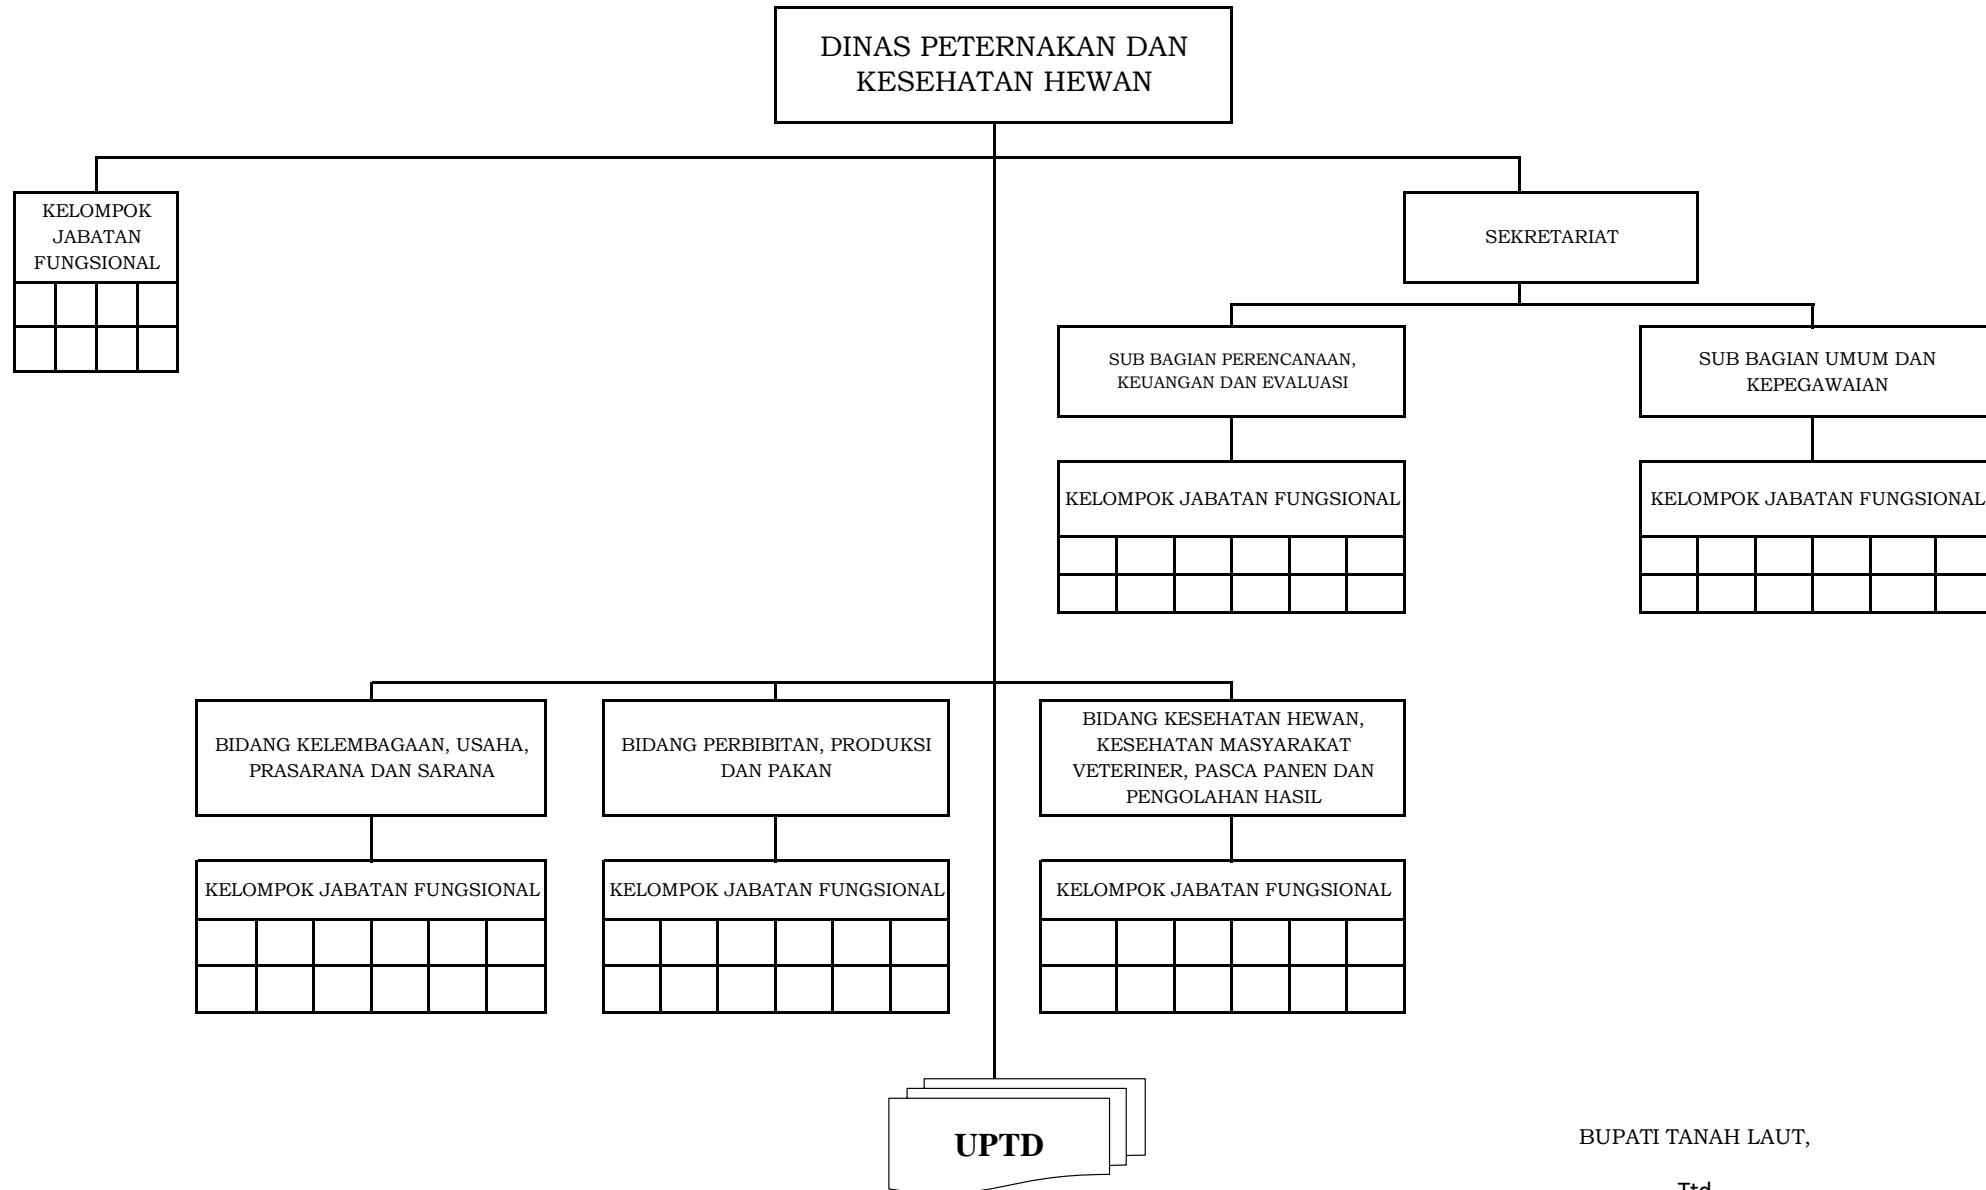 DINAS PETERNAKAN DAN
KESEHATAN HEWAN
KELOMPOK
JABATAN
FUNGSIONAL
SEKRETARIAT
SUB BAGIAN PERENCANAAN,
KEUANGAN DAN EVALUASI
SUB BAGIAN UMUM DAN
KEPEGAWAIAN
KELOMPOK JABATAN FUNGSIONAL
KELOMPOK JABATAN FUNGSIONAL
BIDANG KELEMBAGAAN, USAHA,
PRASARANA DAN SARANA
BIDANG PERBIBITAN, PRODUKSI
DAN PAKAN
BIDANG KESEHATAN HEWAN,
KESEHATAN MASYARAKAT
VETERINER, PASCA PANEN DAN
PENGOLAHAN HASIL
KELOMPOK JABATAN FUNGSIONAL
KELOMPOK JABATAN FUNGSIONAL
KELOMPOK JABATAN FUNGSIONAL
UPTD
BUPATI TANAH LAUT,
Ttd